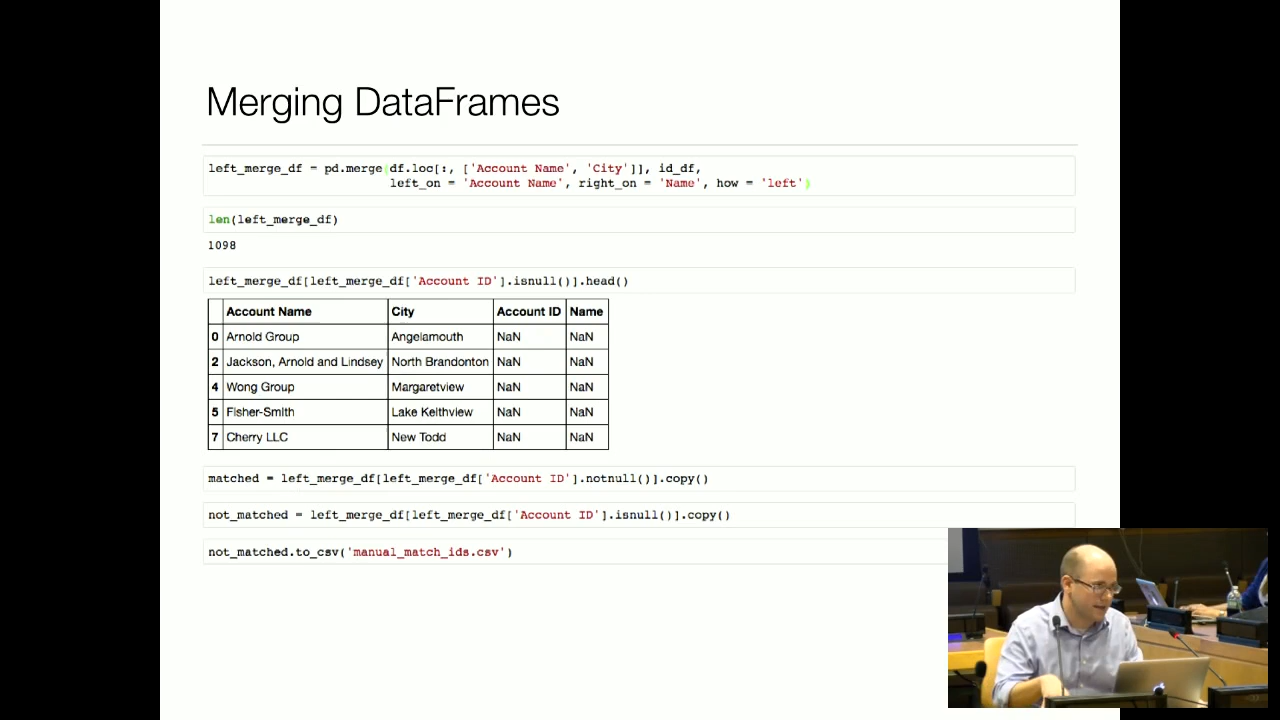 Merging DataFrames
left_merge_df = pd.merge(df.loc[:, ['Account Name', 'City']], id_df,
left_on = 'Account Name', right_on = 'Name', how = 'left')
len(left_merge_df)
1098
left_merge_df[left_merge_df['Account ID'].isnull()].head()
Account Name City Account ID Name
0 Arnold Group Angelamouth NaN NaN
2 Jackson, Arnold and Lindsey North Brandonton NaN NaN
4 Wong Group Margaretview NaN NaN
5 Fisher-Smith Lake Keithview NaN NaN
7 Cherry LLC New Todd NaN NaN
matched = left_merge_df[left_merge_df['Account ID'].notnull()].copy()
not_matched = left_merge_df[left_merge_df['Account ID'].isnull()].copy()
not_matched.to_csv('manual_match_ids.csv')